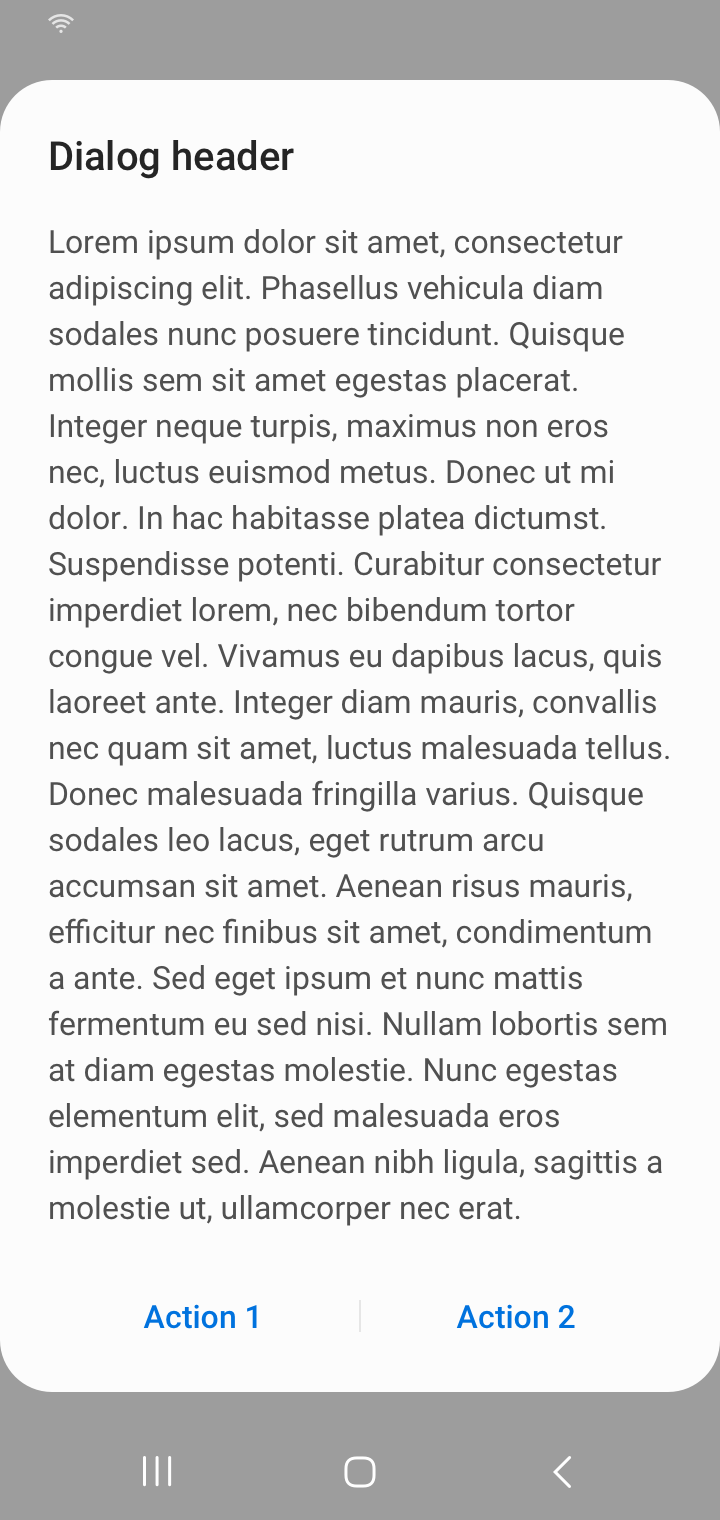 Dialog header
Lorem ipsum dolor sit amet, consectetur
adipiscing elit. Phasellus vehicula diam
sodales nunc posuere tincidunt. Quisque
mollis sem sit amet egestas placerat.
Integer neque turpis, maximus non eros
nec, luctus euismod metus. Donec ut mi
dolor. In hac habitasse platea dictumst.
Suspendisse potenti. Curabitur consectetur
imperdiet lorem, nec bibendum tortor
congue vel. Vivamus eu dapibus lacus, quis
laoreet ante. Integer diam mauris, convallis
nec quam sit amet, luctus malesuada tellus.
Donec malesuada fringilla varius. Quisque
sodales leo lacus, eget rutrum arcu
accumsan sit amet. Aenean risus mauris,
efficitur nec finibus sit amet, condimentum
a ante. Sed eget ipsum et nunc mattis
fermentum eu sed nisi. Nullam lobortis sem
at diam egestas molestie. Nunc egestas
elementum elit, sed malesuada eros
imperdiet sed. Aenean nibh ligula, sagittis a
molestie ut, ullamcorper nec erat.
Action 1
Action 2